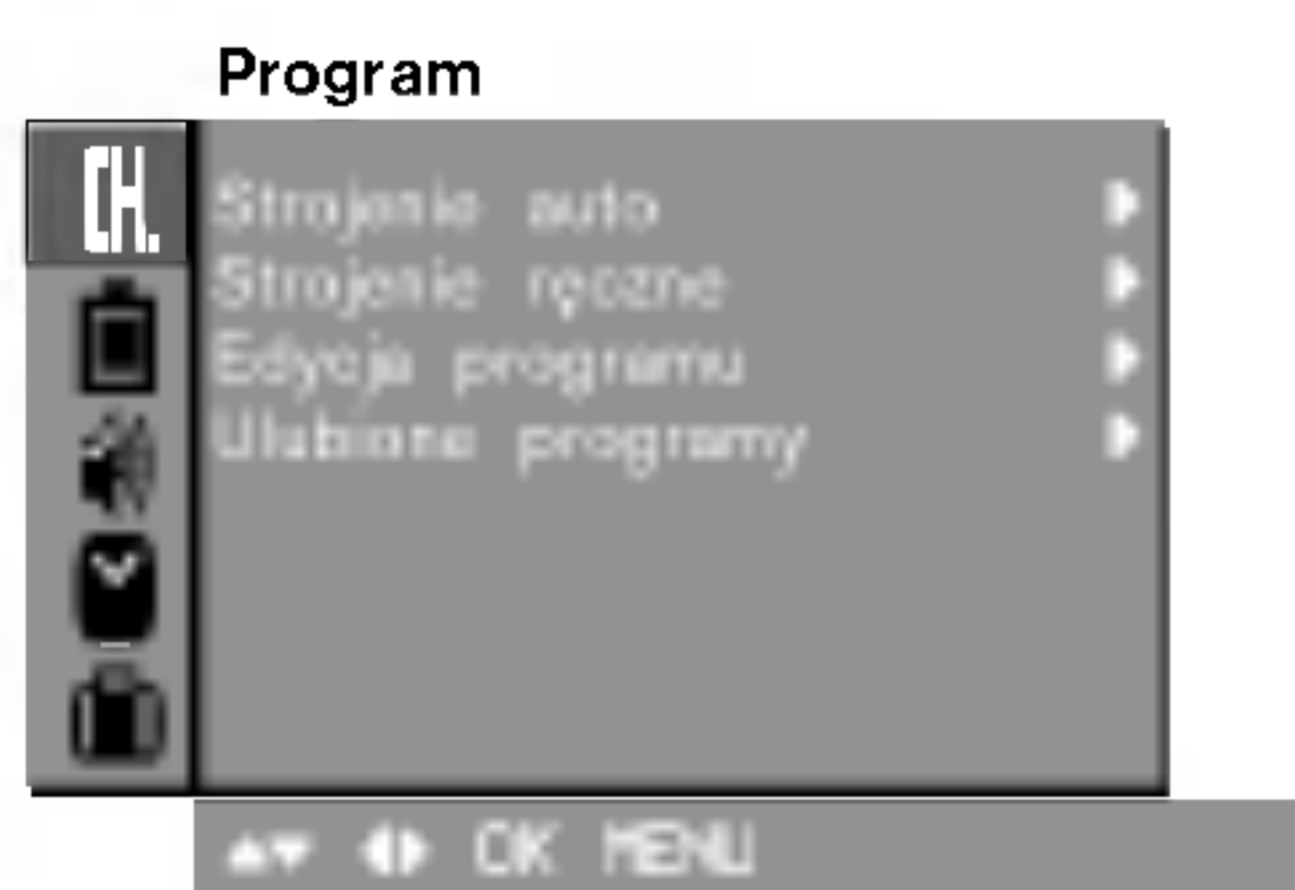 Program
CH.
Strojenie auto
Strojenie ręczne
Edycja programu
Ulubione programy
OK MENU